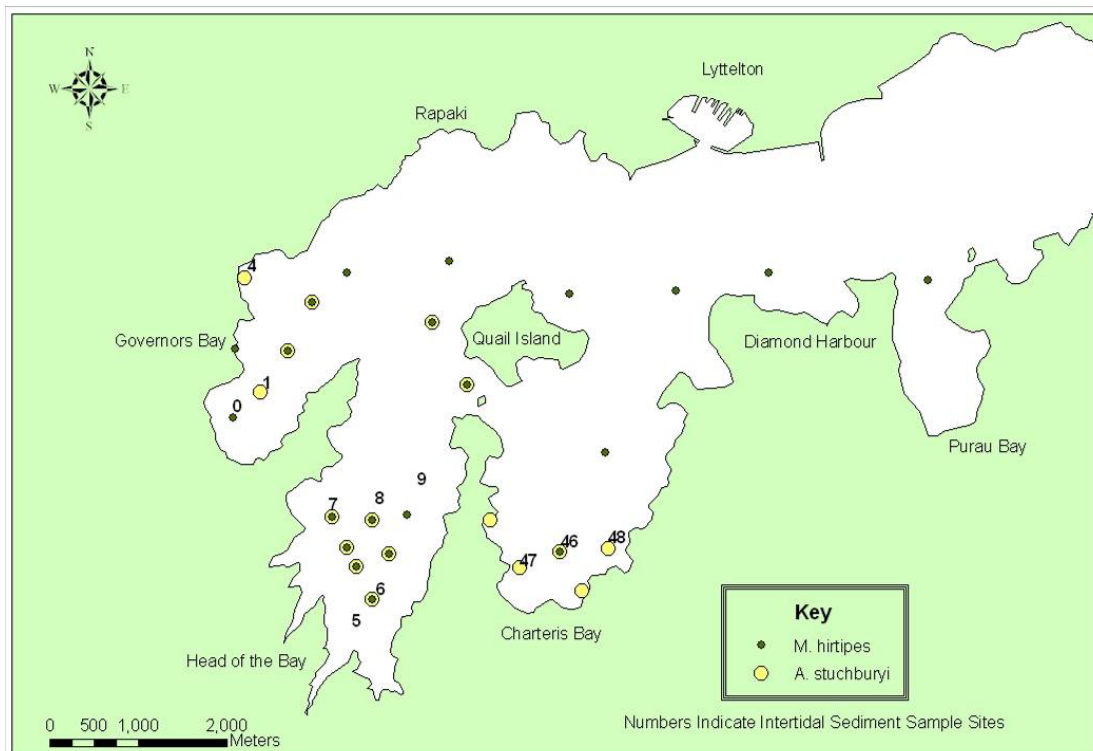 N
W E
S
Lyttelton
Rapaki
4
Governors Bay
Quail Island
Diamond Harbour
1
0
Purau Bay
9
7
8
46
48
47
6
5
Charteris Bay
Head of the Bay
Key
M. hirtipes
A. stuchburyi
0 500 1,000 2,000
Meters
Numbers Indicate Intertidal Sediment Sample Sites